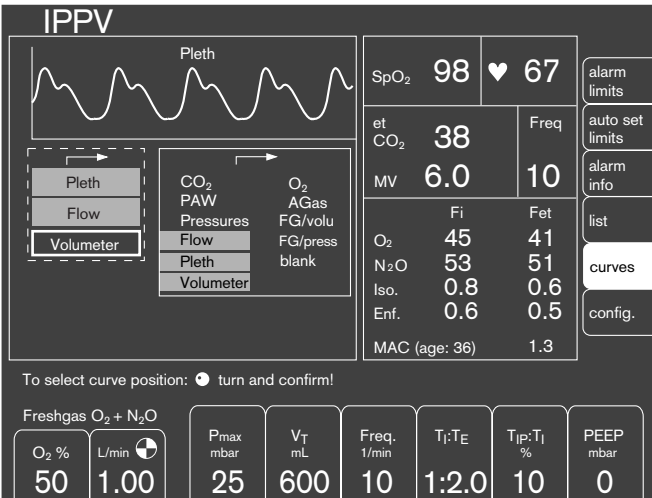 IPPV
Pleth
Pleth
Flow
Volumeter
CO₂
PAW
Pressures
Flow
Pleth
Volumeter
O₂
AGas
FG/volu
FG/press
blank
SpO₂ 98 ♥ 67
et CO₂ 38
Freq
MV 6.0 10
Fi Fet
O₂ 45 41
N₂O 53 51
Iso. 0.8 0.6
Enf. 0.6 0.5
MAC (age: 36) 1.3
alarm
limits
auto set
limits
alarm
info
list
curves
config.
To select curve position: turn and confirm!
Freshgas O₂ + N₂O
O₂ %
50
L/min
1.00
Pmax
mbar
25
VT
mL
600
Freq.
1/min
10
TI:TE
1:2.0
TIP:TI
%
10
PEEP
mbar
0